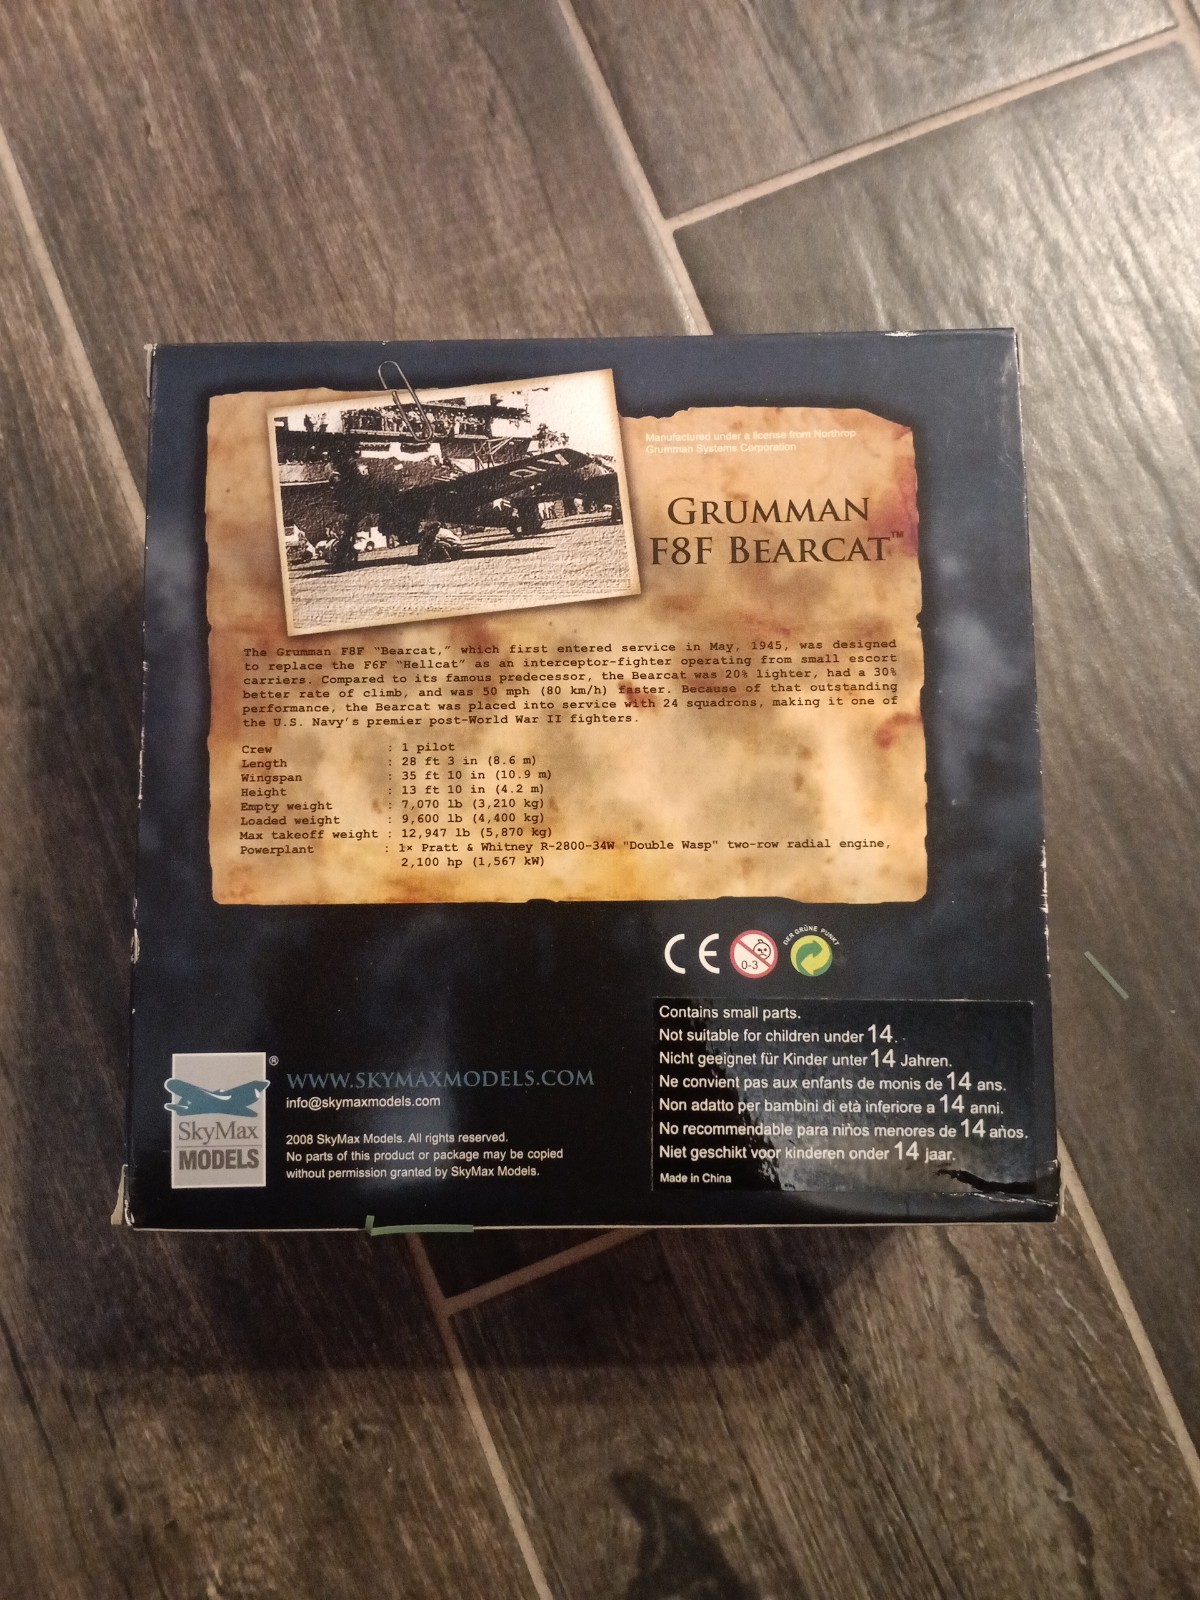 Manufactured under a license from Northrop
Grumman Systems Corporation
GRUMMAN
F8F BEARCAT™
The Grumman F8F "Bearcat," which first entered service in May, 1945, was designed
to replace the F6F "Hellcat" as an interceptor-fighter operating from small escort
carriers. Compared to its famous predecessor, the Bearcat was 20% lighter, had a 30%
better rate of climb, and was 50 mph (80 km/h) faster. Because of that outstanding
performance, the Bearcat was placed into service with 24 squadrons, making it one of
the U.S. Navy's premier post-World War II fighters.
Crew : 1 pilot
Length : 28 ft 3 in (8.6 m)
Wingspan : 35 ft 10 in (10.9 m)
Height : 13 ft 10 in (4.2 m)
Empty weight : 7,070 lb (3,210 kg)
Loaded weight : 9,600 lb (4,400 kg)
Max takeoff weight : 12,947 lb (5,870 kg)
Powerplant : 1× Pratt & Whitney R-2800-34W "Double Wasp" two-row radial engine,
2,100 hp (1,567 kW)
CE
0-3
DER GRÜNE PUNKT
Contains small parts.
Not suitable for children under 14.
Nicht geeignet für Kinder unter 14 Jahren.
Ne convient pas aux enfants de monis de 14 ans.
Non adatto per bambini di età inferiore a 14 anni.
No recommendable para niños menores de 14 años.
Niet geschikt voor kinderen onder 14 jaar.
Made in China
SkyMax
MODELS
®
WWW.SKYMAXMODELS.COM
info@skymaxmodels.com
2008 SkyMax Models. All rights reserved.
No parts of this product or package may be copied
without permission granted by SkyMax Models.